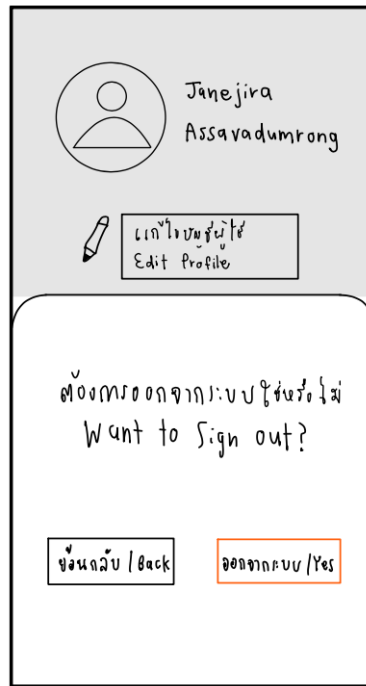 Janejira
Assavadumrong
แก้ไขบัญชีผู้ใช้
Edit Profile
ต้องการออกจากระบบใช่หรือไม่
Want to Sign out?
ย้อนกลับ / Back
ออกจากระบบ / Yes